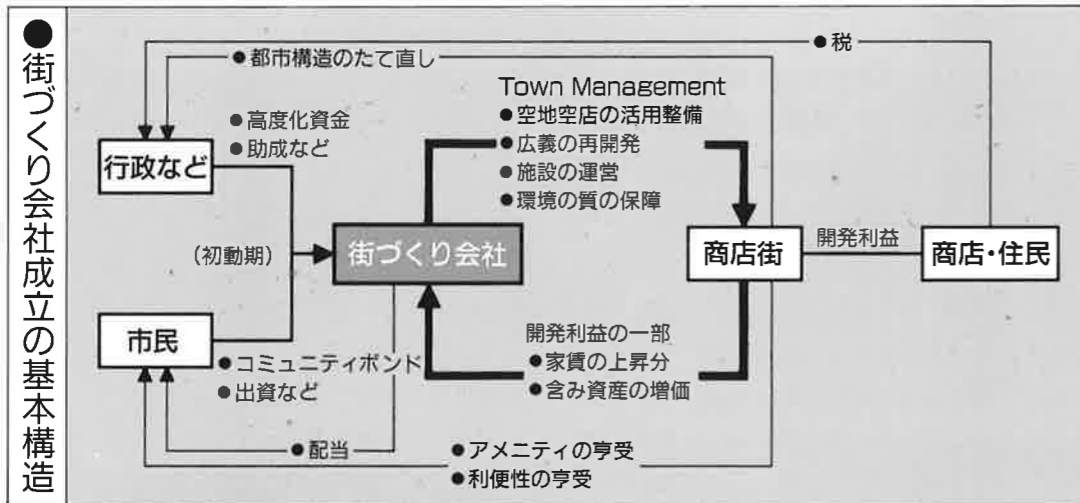 ●街づくり会社成立の基本構造
●税
●都市構造のたて直し
Town Management
●空地空店の活用整備
●広義の再開発
●施設の運営
●環境の質の保障
●高度化資金
●助成など
行政など
(初動期)
街づくり会社
商店街
開発利益
商店・住民
市民
●コミュニティボンド
●出資など
開発利益の一部
●家賃の上昇分
●含み資産の増価
●配当
●アメニティの享受
●利便性の享受